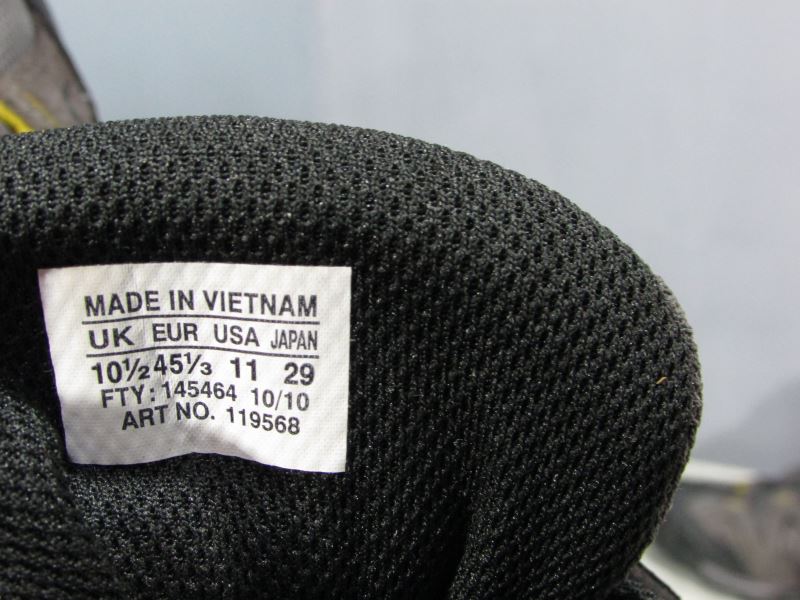 MADE IN VIETNAM
UK EUR USA JAPAN
10½ 45⅓ 11 29
FTY: 145464 10/10
ART NO. 119568